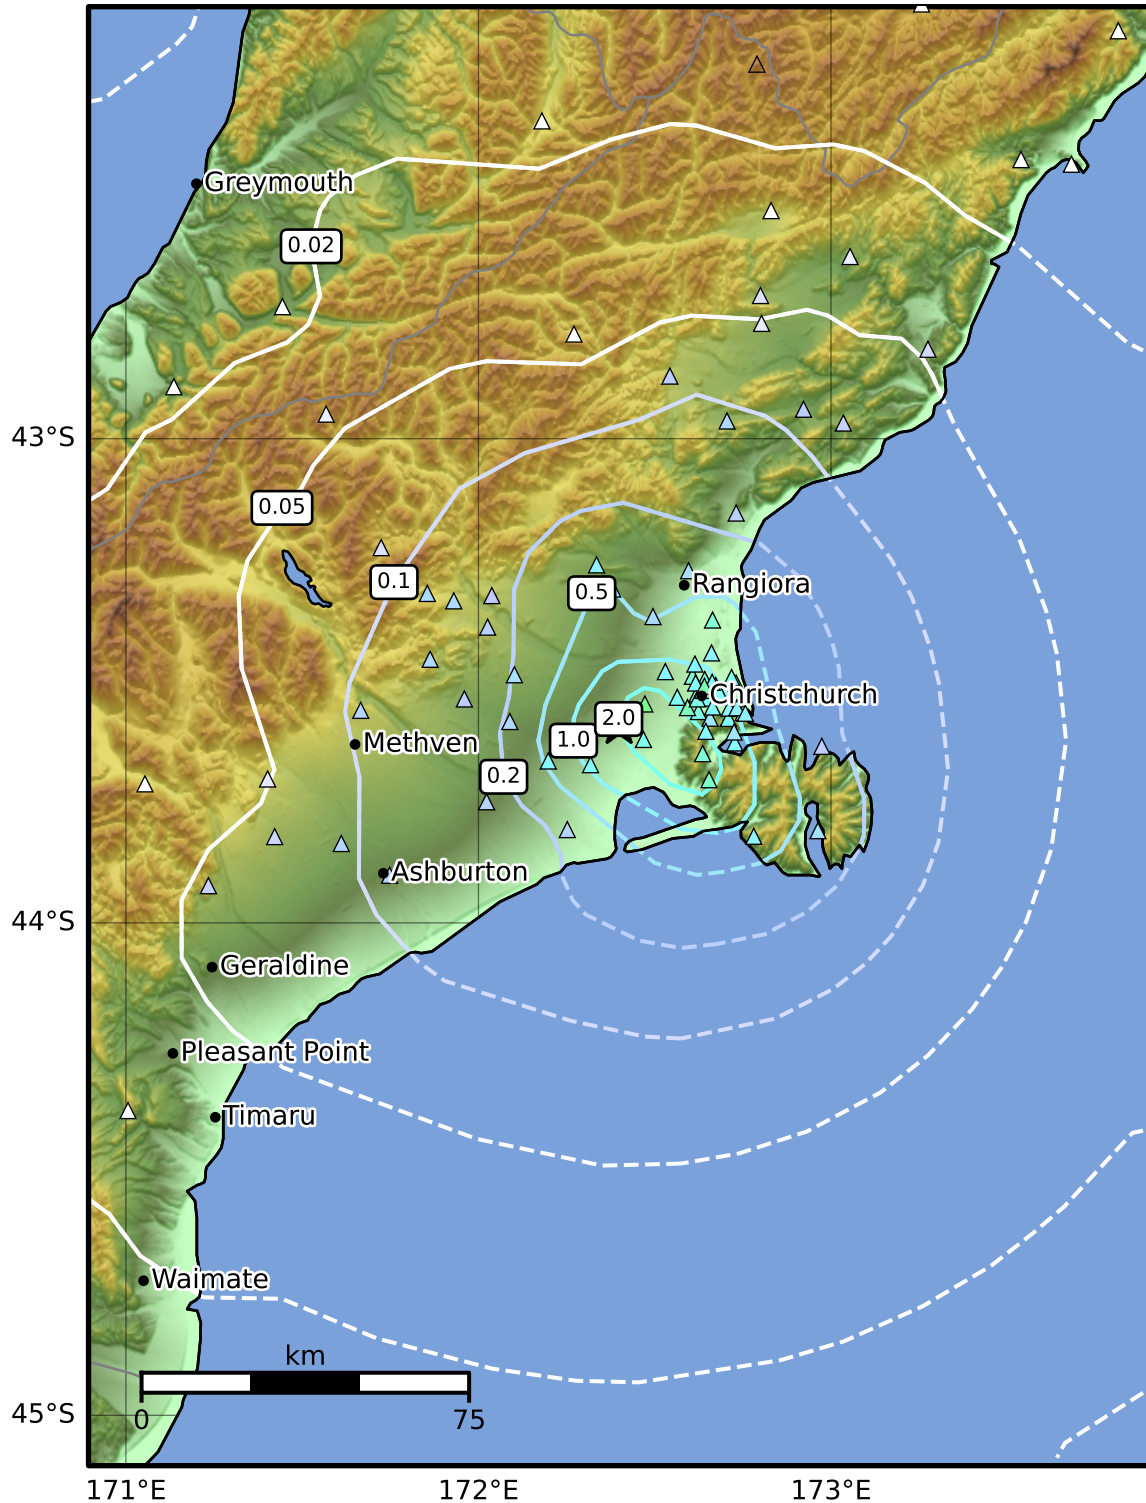 Greymouth
0.02
43°S
0.05
0.1
0.5
Rangiora
Christchurch
2.0
1.0
Methven
0.2
Ashburton
44°S
Geraldine
Pleasant Point
Timaru
Waimate
km
0
75
45°S
171°E
172°E
173°E